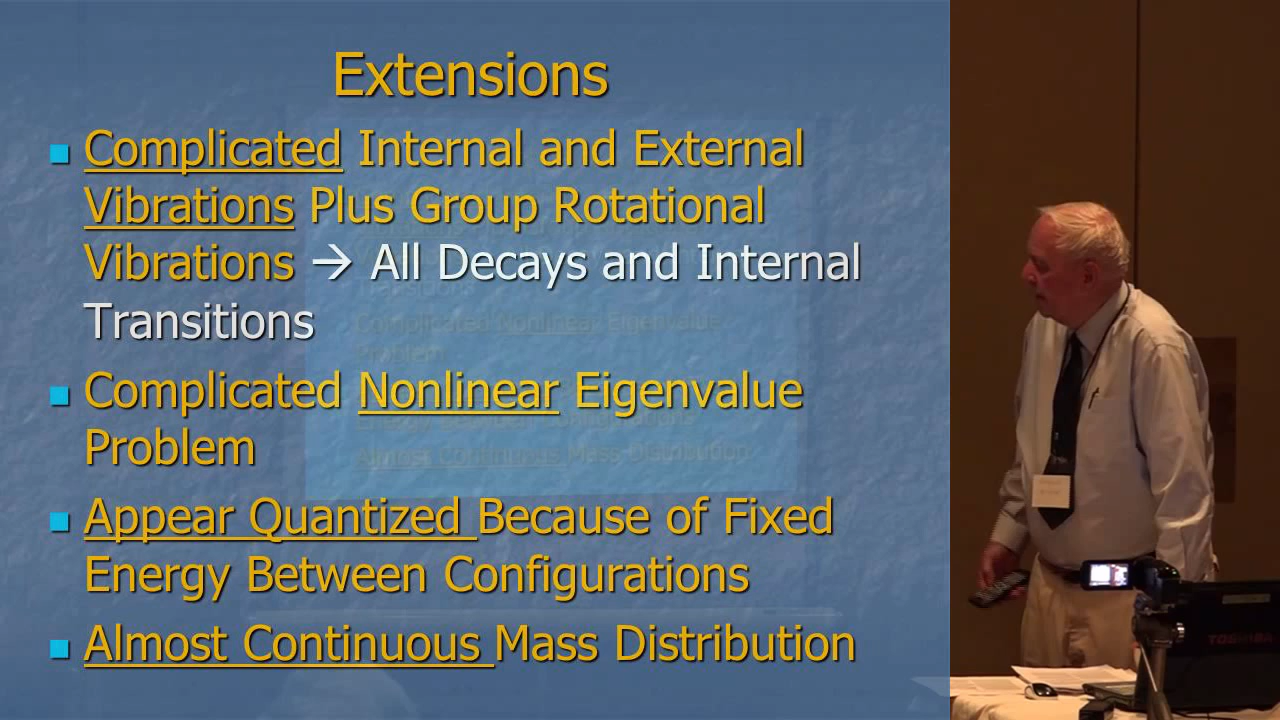 Extensions
Complicated Internal and External
Vibrations Plus Group Rotational
Vibrations → All Decays and Internal
Transitions
Complicated Nonlinear Eigenvalue
Problem
Appear Quantized Because of Fixed
Energy Between Configurations
Almost Continuous Mass Distribution
TOSHIBA